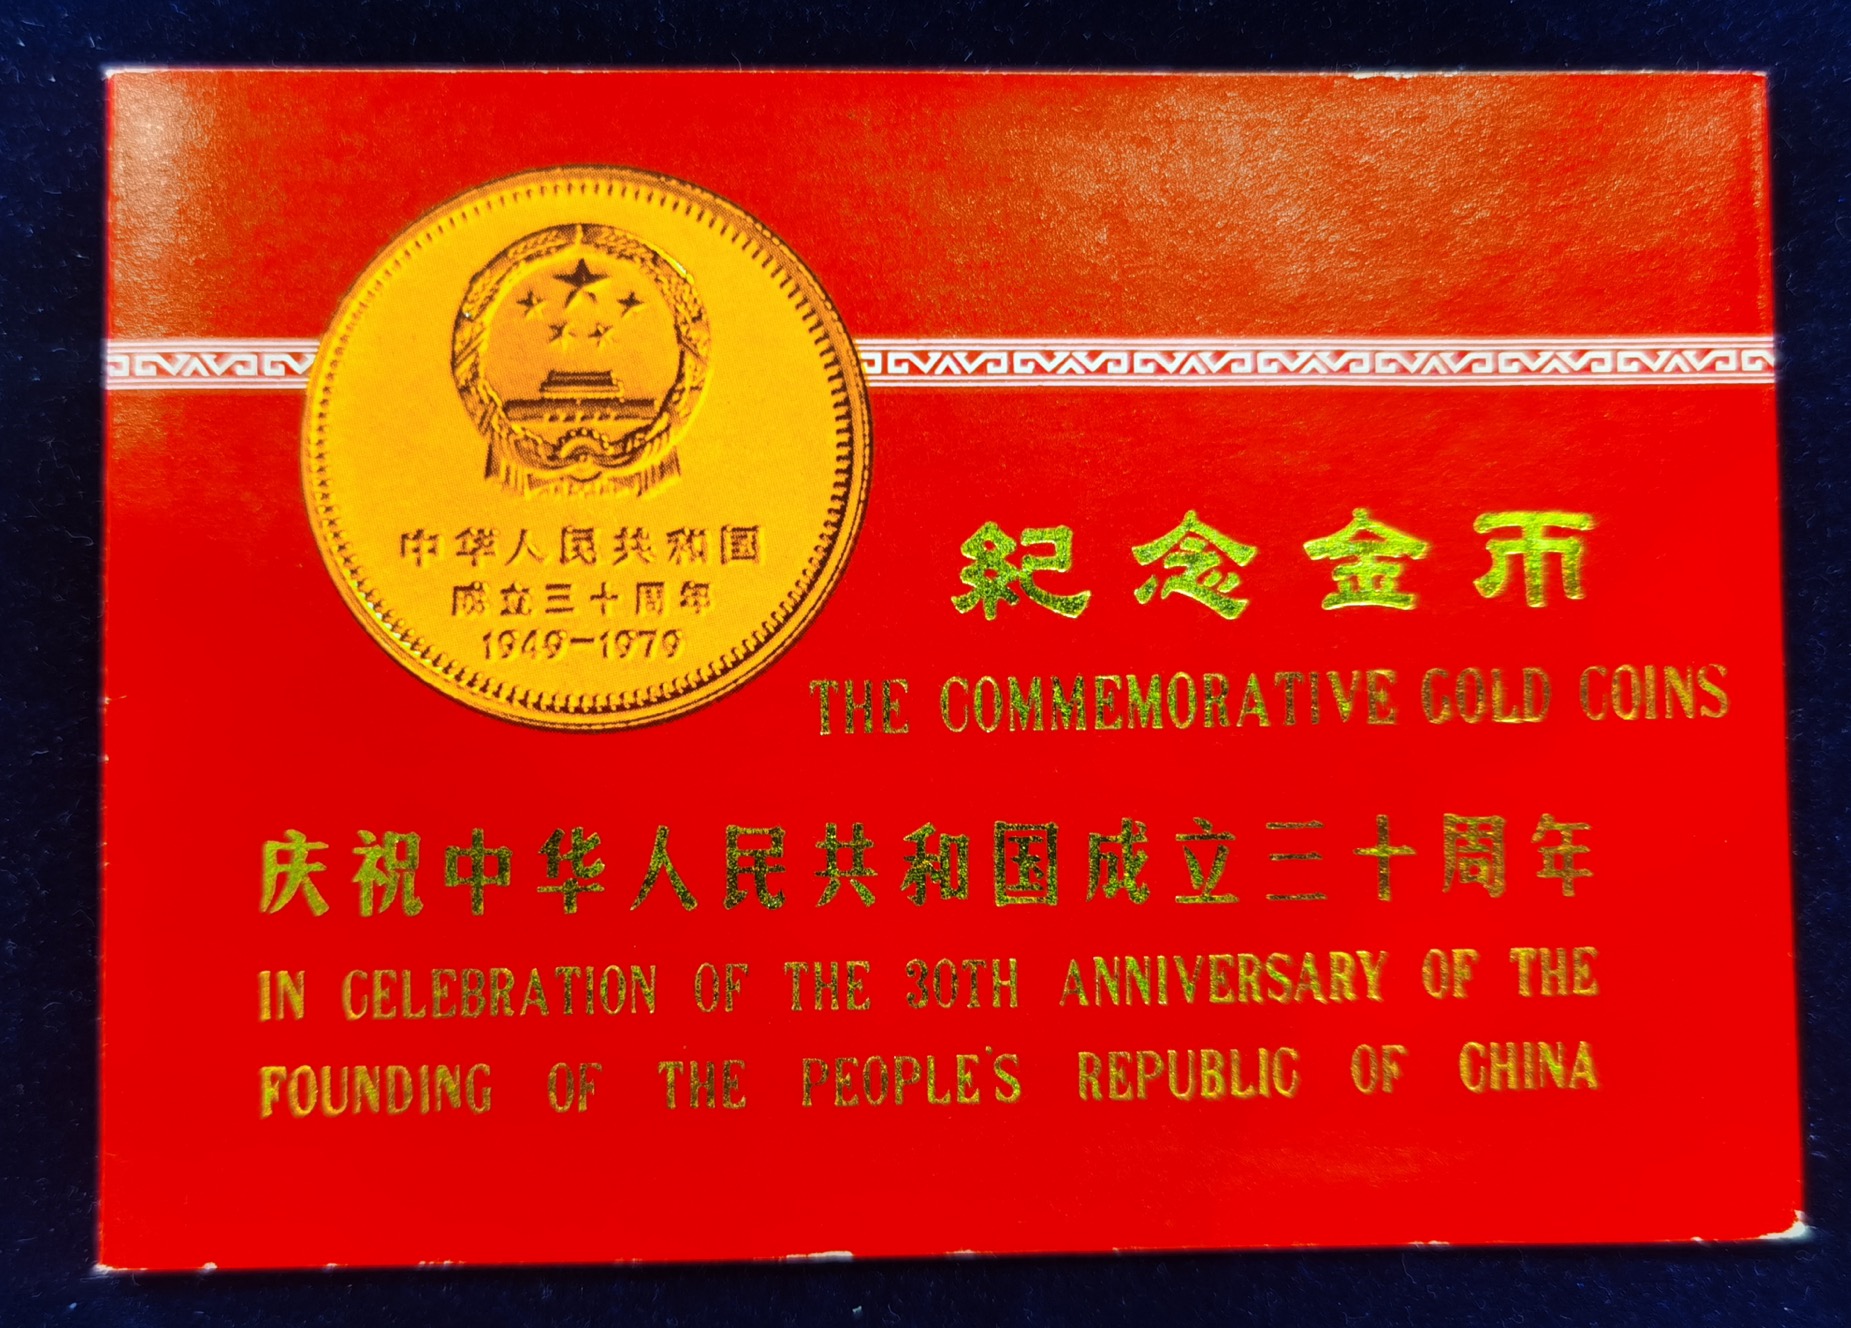 中华人民共和国
成立三十周年
1949-1979
紀念金币
THE COMMEMORATIVE GOLD COINS
庆祝中华人民共和国成立三十周年
IN CELEBRATION OF THE 30TH ANNIVERSARY OF THE
FOUNDING OF THE PEOPLE'S REPUBLIC OF CHINA